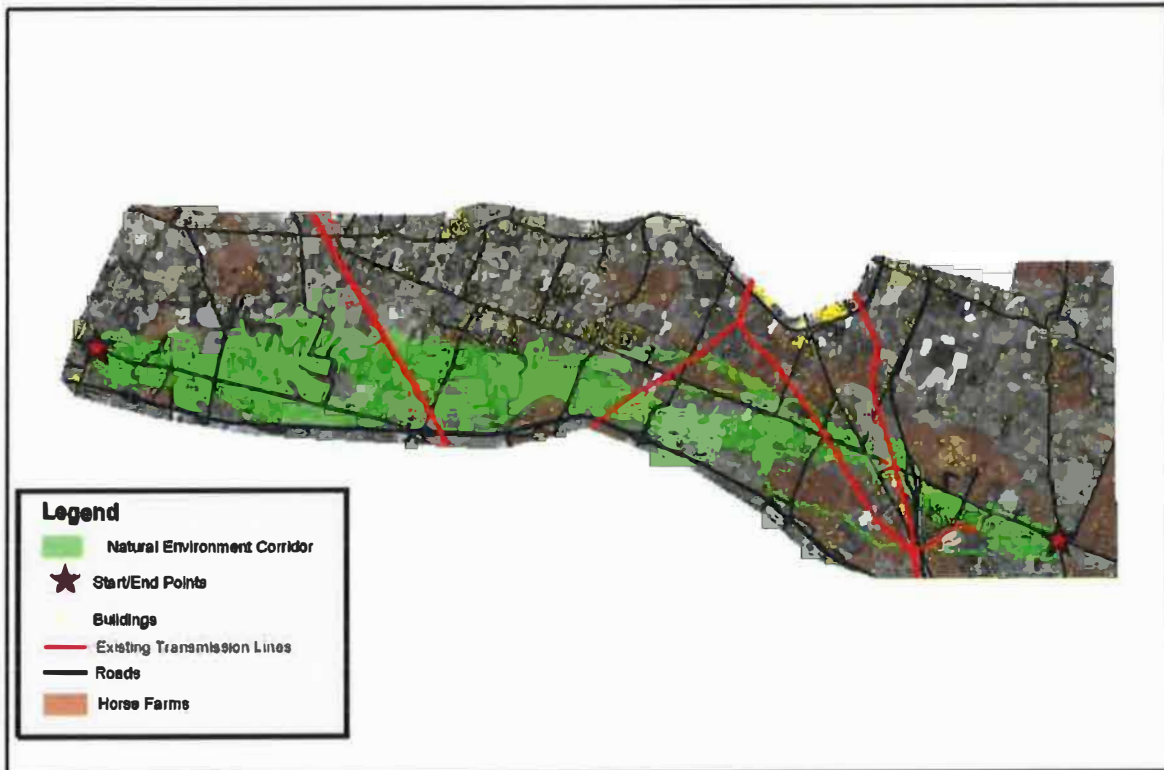 Legend
Natural Environment Corridor
Start/End Points
Buildings
Existing Transmission Lines
Roads
Horse Farms